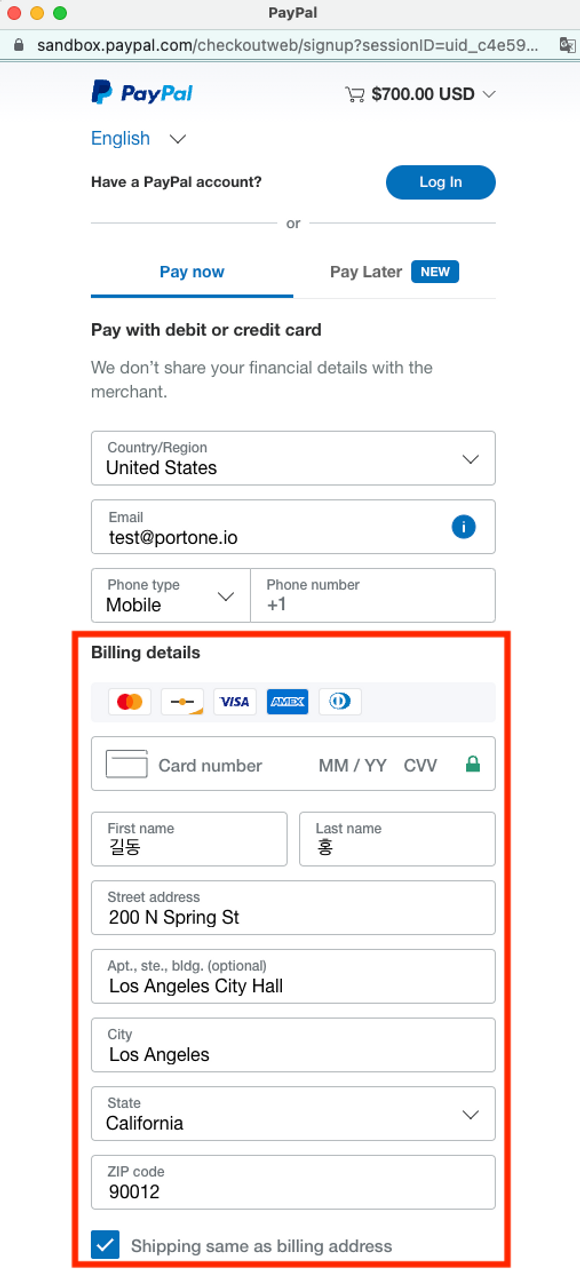 PayPal
sandbox.paypal.com/checkoutweb/signup?sessionID=uid_c4e59...
PayPal $700.00 USD
English
Have a PayPal account? Log In
or
Pay now Pay Later NEW
Pay with debit or credit card
We don’t share your financial details with the
merchant.
Country/Region
United States
Email
test@portone.io
Phone type Phone number
Mobile +1
Billing details
VISA AMEX
Card number MM / YY CVV
First name Last name
길동 홍
Street address
200 N Spring St
Apt., ste., bldg. (optional)
Los Angeles City Hall
City
Los Angeles
State
California
ZIP code
90012
Shipping same as billing address